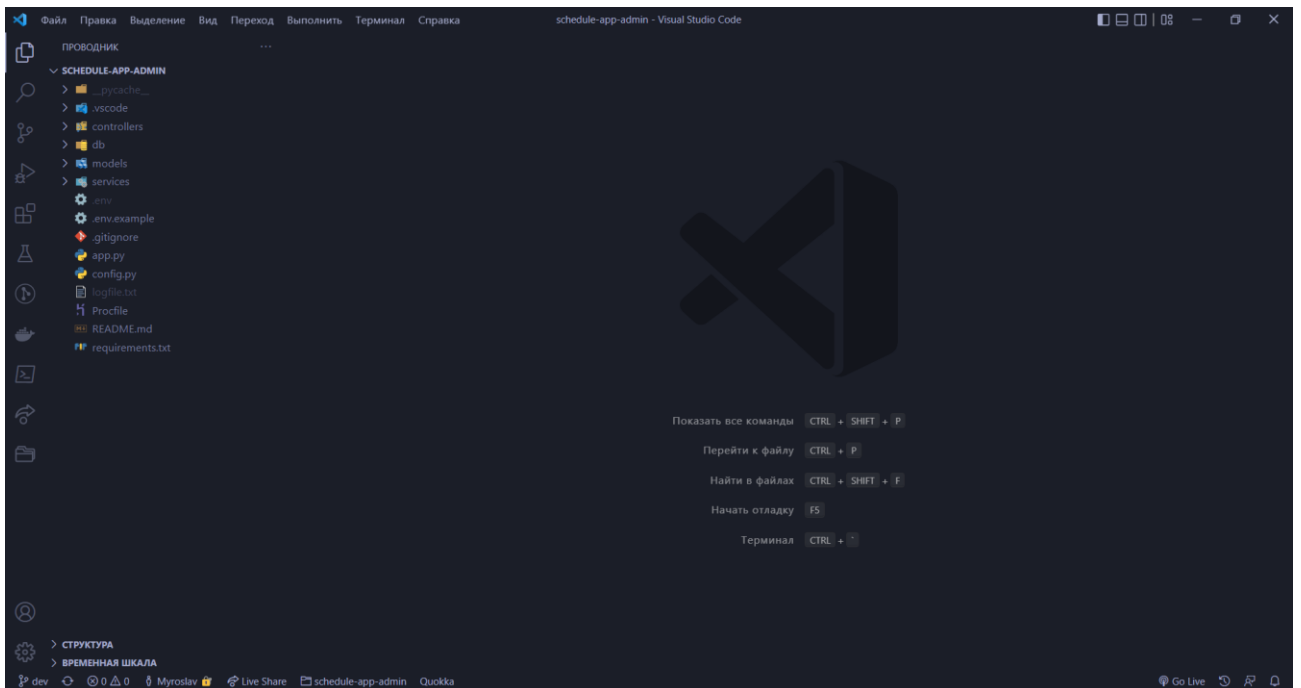 Файл Правка Выделение Вид Переход Выполнить Терминал Справка schedule-app-admin - Visual Studio Code
ПРОВОДНИК ...
SCHEDULE-APP-ADMIN
__pycache__
.vscode
controllers
db
models
services
.env
.env.example
.gitignore
app.py
config.py
logfile.txt
Procfile
README.md
requirements.txt
Показать все команды CTRL + SHIFT + P
Перейти к файлу CTRL + P
Найти в файлах CTRL + SHIFT + F
Начать отладку F5
Терминал CTRL + `
СТРУКТУРА
ВРЕМЕННАЯ ШКАЛА
dev 0 0 Myroslav Live Share schedule-app-admin Quokka Go Live